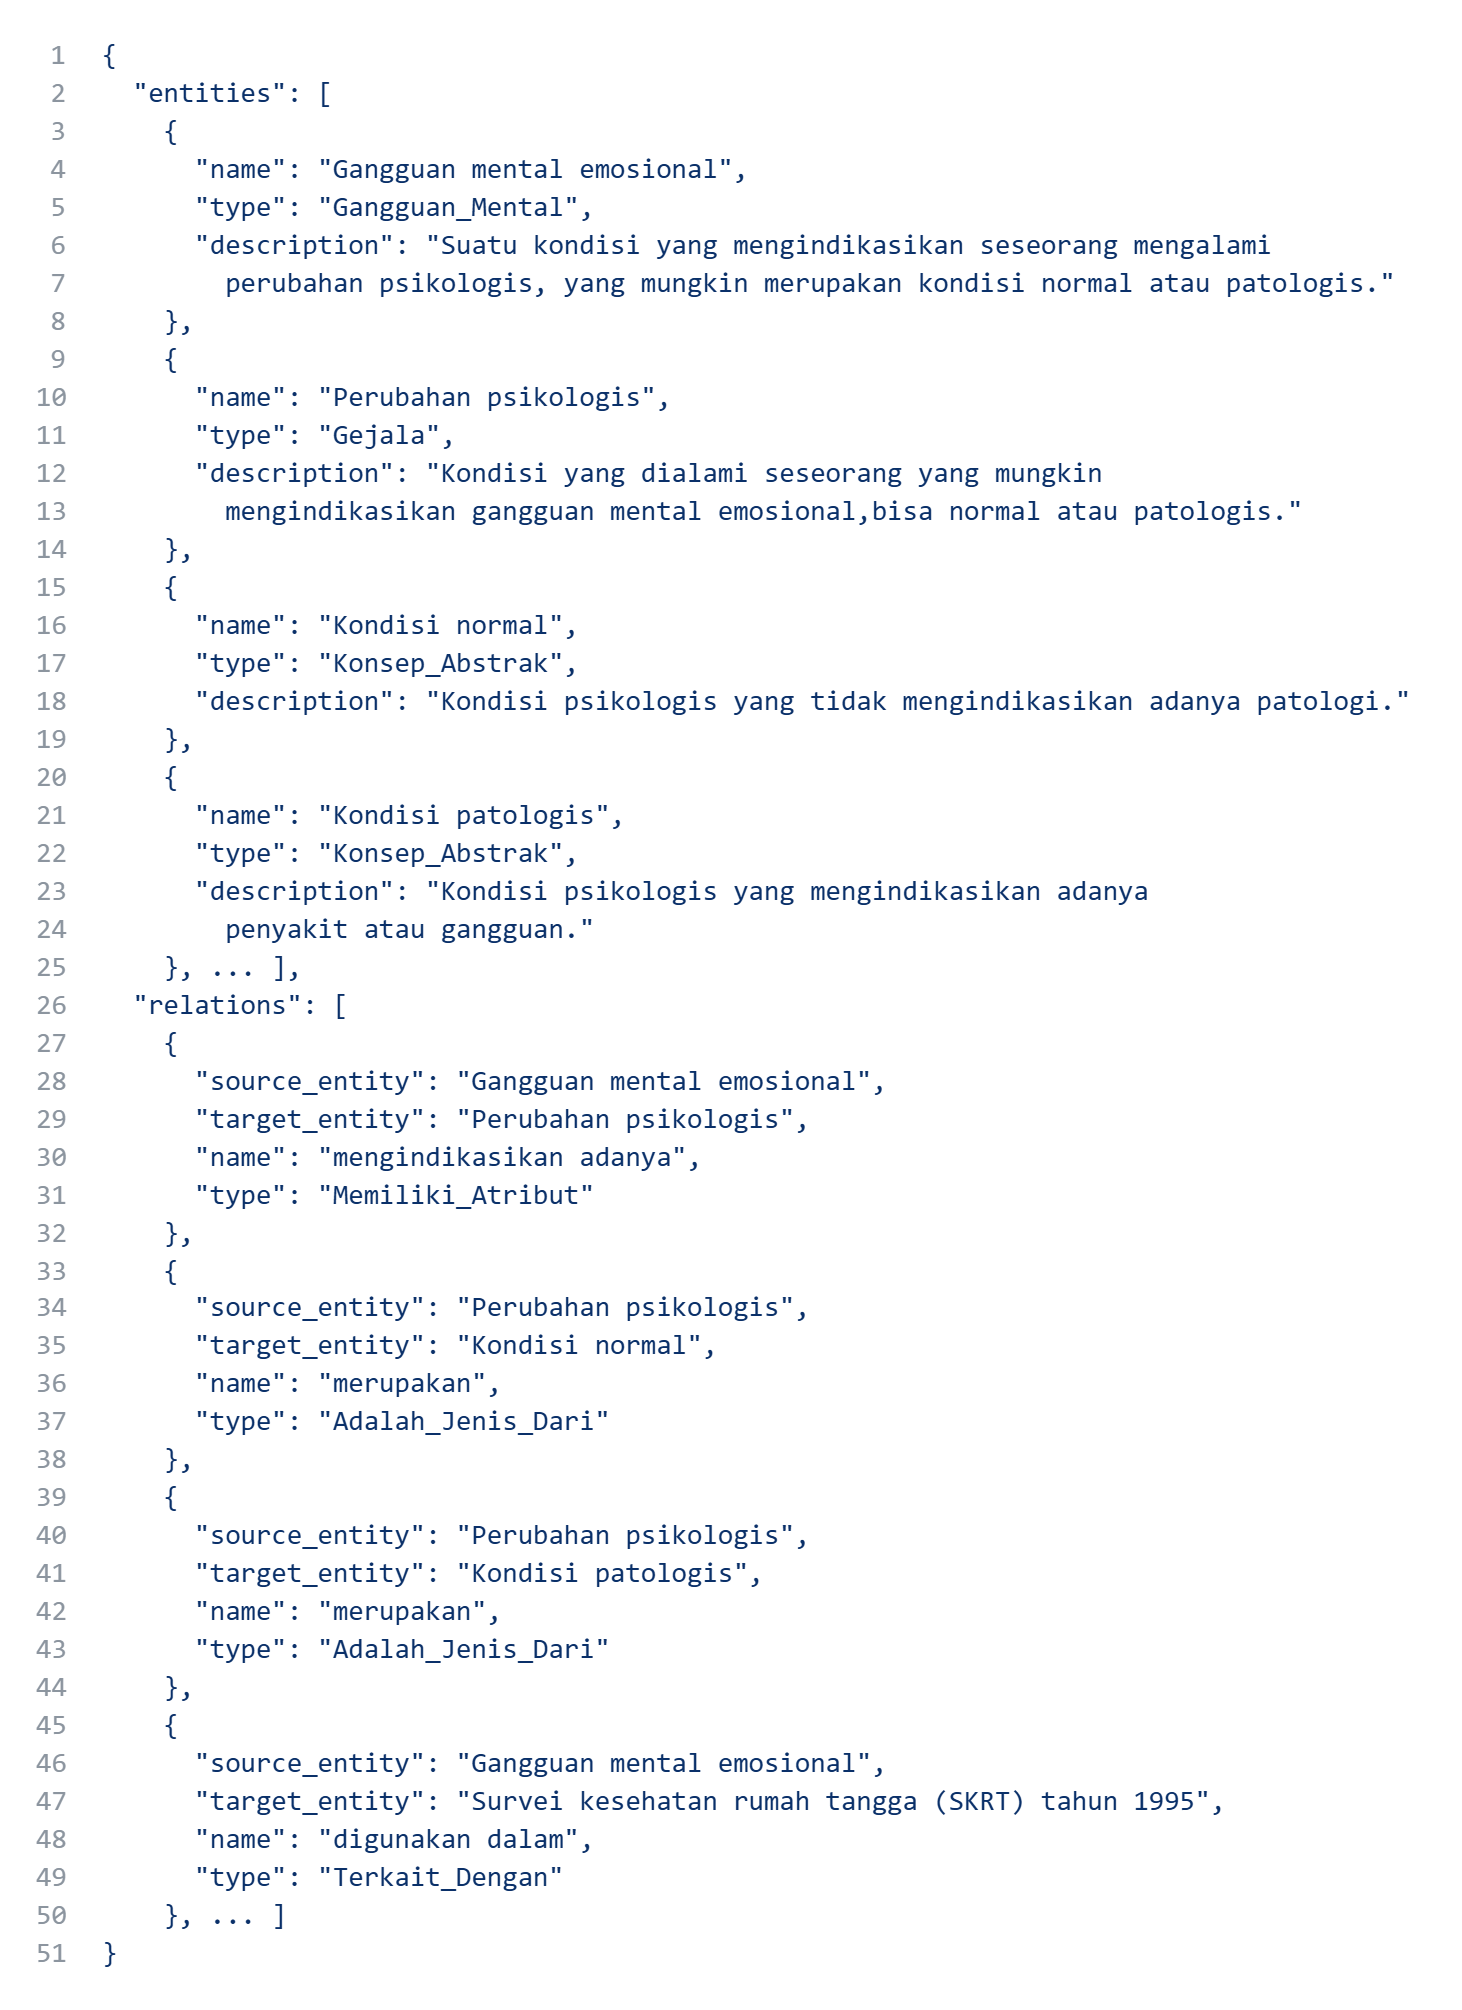 1 {
2 "entities": [
3 {
4 "name": "Gangguan mental emosional",
5 "type": "Gangguan_Mental",
6 "description": "Suatu kondisi yang mengindikasikan seseorang mengalami
7 perubahan psikologis, yang mungkin merupakan kondisi normal atau patologis."
8 },
9 {
10 "name": "Perubahan psikologis",
11 "type": "Gejala",
12 "description": "Kondisi yang dialami seseorang yang mungkin
13 mengindikasikan gangguan mental emosional,bisa normal atau patologis."
14 },
15 {
16 "name": "Kondisi normal",
17 "type": "Konsep_Abstrak",
18 "description": "Kondisi psikologis yang tidak mengindikasikan adanya patologi."
19 },
20 {
21 "name": "Kondisi patologis",
22 "type": "Konsep_Abstrak",
23 "description": "Kondisi psikologis yang mengindikasikan adanya
24 penyakit atau gangguan."
25 }, ... ],
26 "relations": [
27 {
28 "source_entity": "Gangguan mental emosional",
29 "target_entity": "Perubahan psikologis",
30 "name": "mengindikasikan adanya",
31 "type": "Memiliki_Atribut"
32 },
33 {
34 "source_entity": "Perubahan psikologis",
35 "target_entity": "Kondisi normal",
36 "name": "merupakan",
37 "type": "Adalah_Jenis_Dari"
38 },
39 {
40 "source_entity": "Perubahan psikologis",
41 "target_entity": "Kondisi patologis",
42 "name": "merupakan",
43 "type": "Adalah_Jenis_Dari"
44 },
45 {
46 "source_entity": "Gangguan mental emosional",
47 "target_entity": "Survei kesehatan rumah tangga (SKRT) tahun 1995",
48 "name": "digunakan dalam",
49 "type": "Terkait_Dengan"
50 }, ... ]
51 }